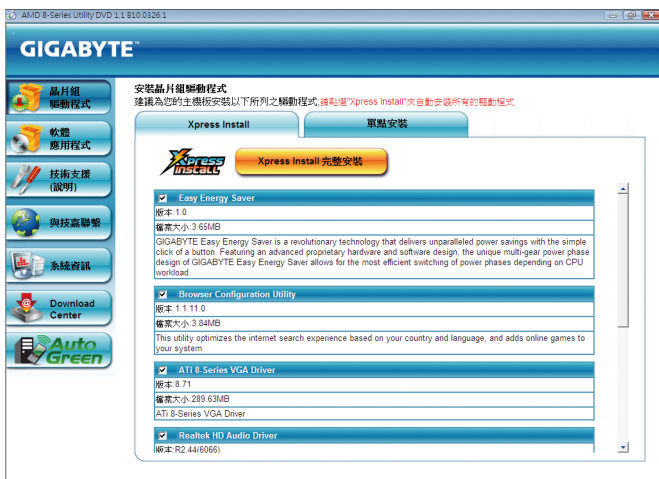 AMD 8-Series Utility DVD 1.1 B10.0326.1
GIGABYTE™
晶片組
驅動程式
軟體
應用程式
技術支援
(說明)
與技嘉聯繫
系統資訊
Download
Center
Auto
Green
安裝晶片組驅動程式
建議為您的主機板安裝以下所列之驅動程式;請點選"Xpress Install"來自動安裝所有的驅動程式
Xpress Install
單點安裝
Xpress
Install
Xpress Install 完整安裝
Easy Energy Saver
版本:1.0
檔案大小:3.65MB
GIGABYTE Easy Energy Saver is a revolutionary technology that delivers unparalleled power savings with the simple
click of a button. Featuring an advanced proprietary hardware and software design, the unique multi-gear power phase
design of GIGABYTE Easy Energy Saver allows for the most efficient switching of power phases depending on CPU
workload.
Browser Configuration Utility
版本:1.1.11.0
檔案大小:3.84MB
This utility optimizes the internet search experience based on your country and language, and adds online games to
your system.
ATi 8-Series VGA Driver
版本:8.71
檔案大小:289.63MB
ATi 8-Series VGA Driver
Realtek HD Audio Driver
版本:R2.44(6066)